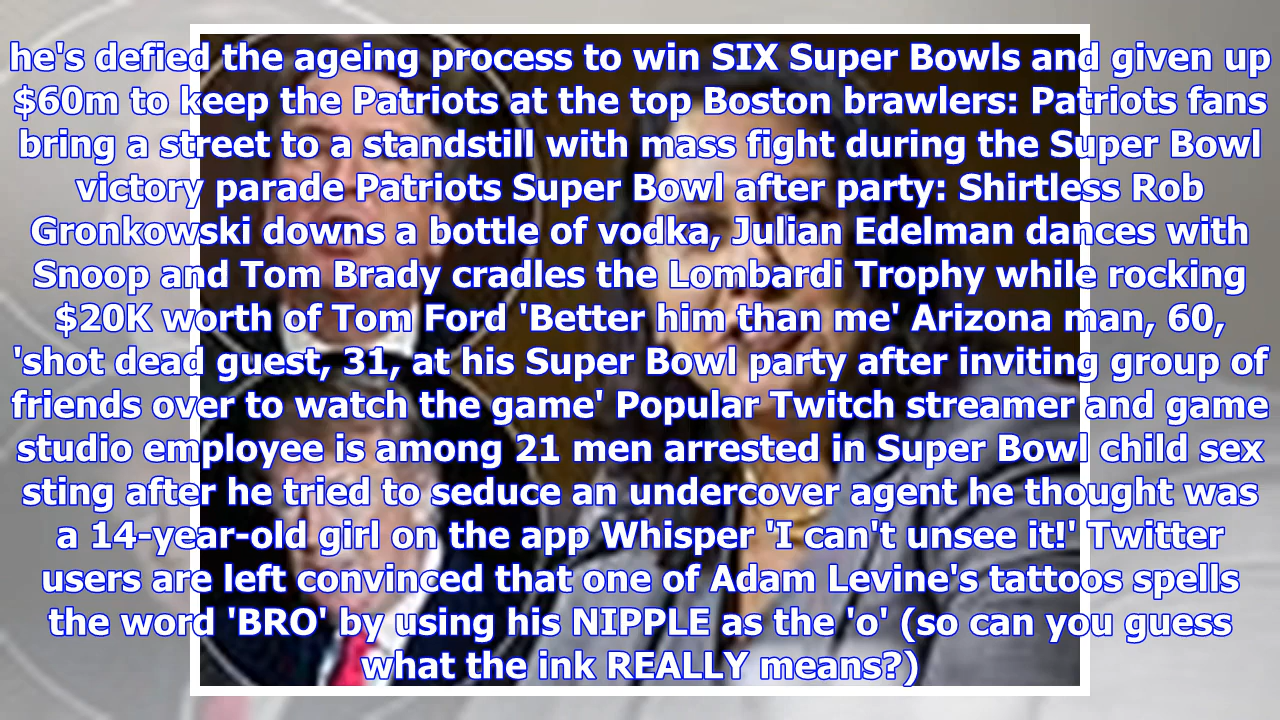 he's defied the ageing process to win SIX Super Bowls and given up
$60m to keep the Patriots at the top Boston brawlers: Patriots fans
bring a street to a standstill with mass fight during the Super Bowl
victory parade Patriots Super Bowl after party: Shirtless Rob
Gronkowski downs a bottle of vodka, Julian Edelman dances with
Snoop and Tom Brady cradles the Lombardi Trophy while rocking
$20K worth of Tom Ford 'Better him than me' Arizona man, 60,
'shot dead guest, 31, at his Super Bowl party after inviting group of
friends over to watch the game' Popular Twitch streamer and game
studio employee is among 21 men arrested in Super Bowl child sex
sting after he tried to seduce an undercover agent he thought was
a 14-year-old girl on the app Whisper 'I can't unsee it!' Twitter
users are left convinced that one of Adam Levine's tattoos spells
the word 'BRO' by using his NIPPLE as the 'o' (so can you guess
what the ink REALLY means?)